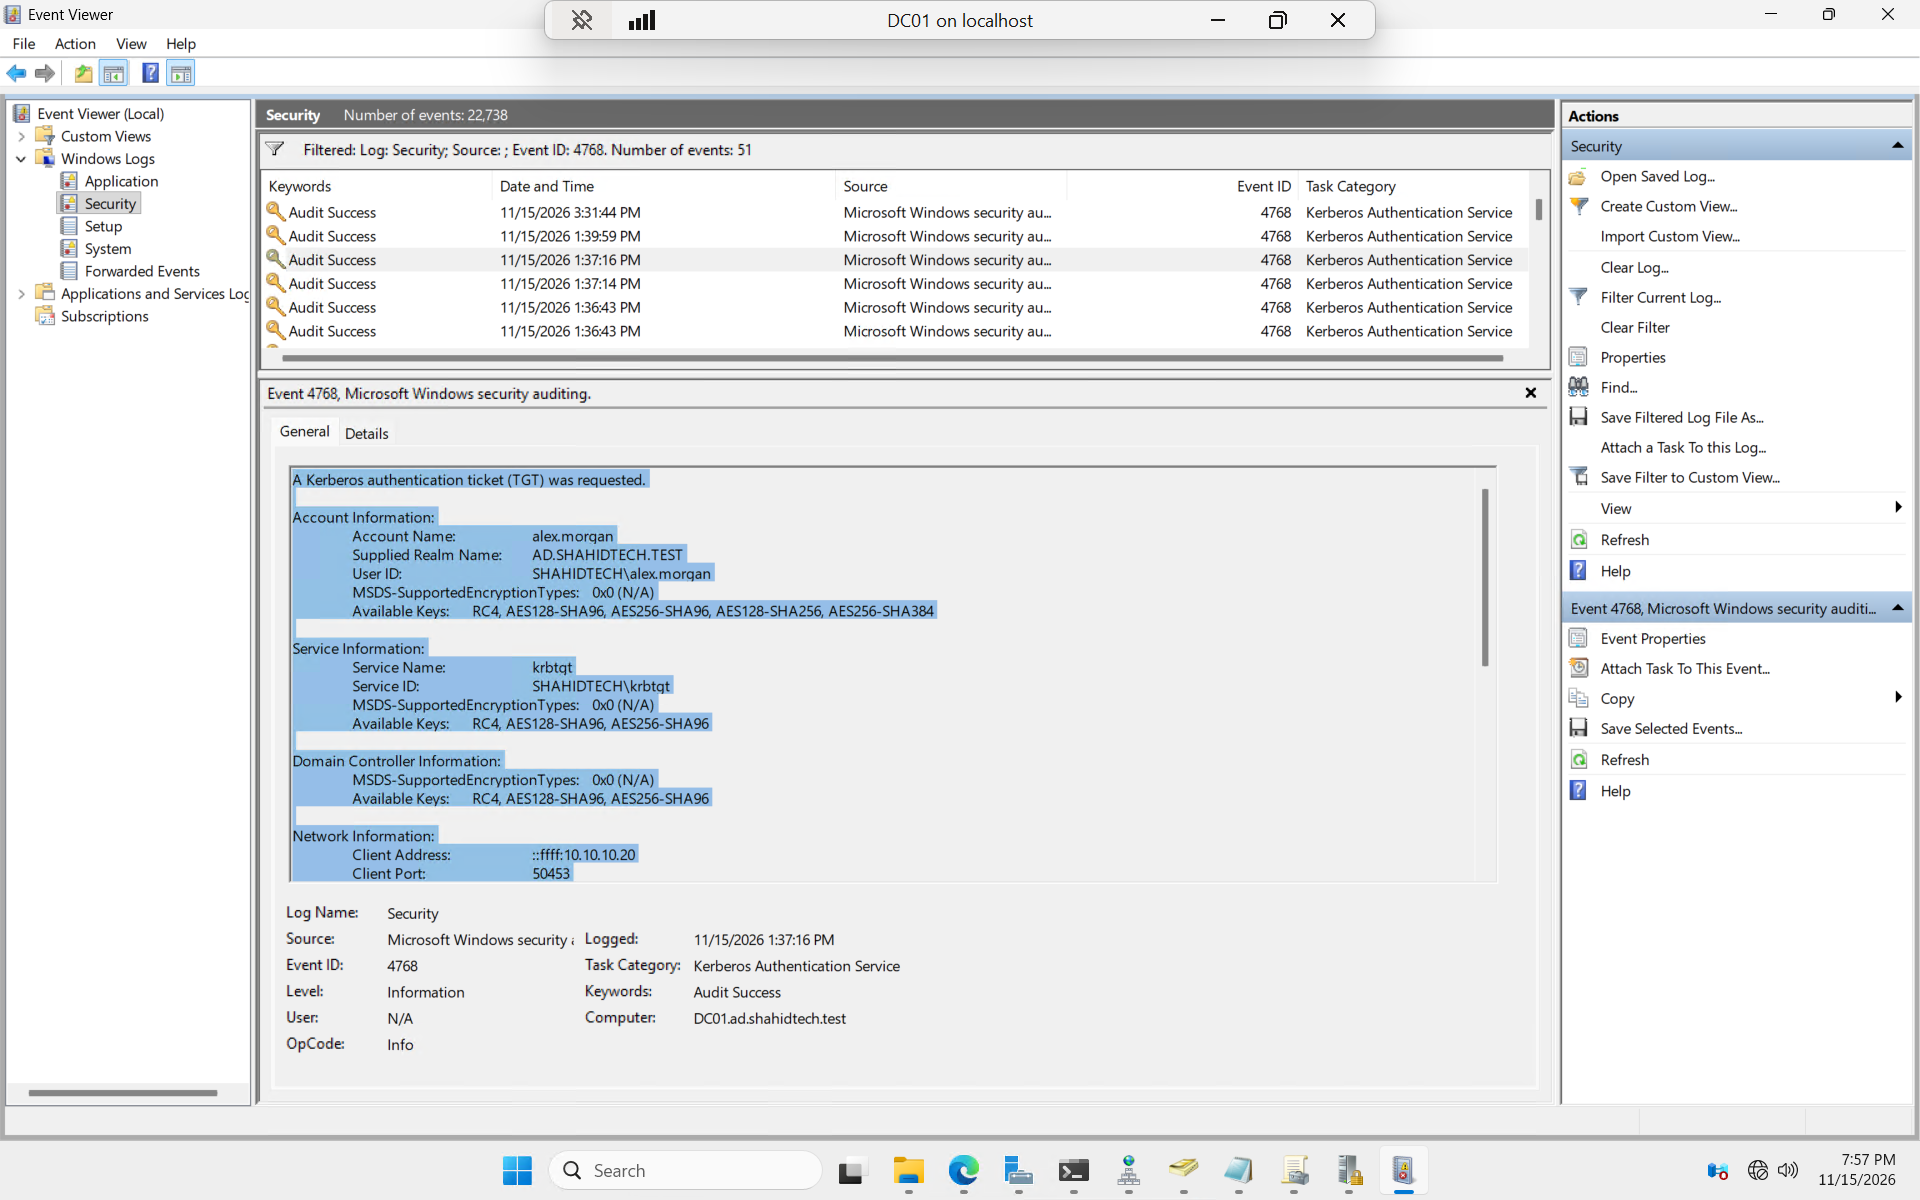 Event Viewer
DC01 on localhost
File Action View Help
Event Viewer (Local)
Custom Views
Windows Logs
Application
Security
Setup
System
Forwarded Events
Applications and Services Log
Subscriptions
Security Number of events: 22,738
Filtered: Log: Security; Source: ; Event ID: 4768. Number of events: 51
Keywords Date and Time Source Event ID Task Category
Audit Success 11/15/2026 3:31:44 PM Microsoft Windows security au... 4768 Kerberos Authentication Service
Audit Success 11/15/2026 1:39:59 PM Microsoft Windows security au... 4768 Kerberos Authentication Service
Audit Success 11/15/2026 1:37:16 PM Microsoft Windows security au... 4768 Kerberos Authentication Service
Audit Success 11/15/2026 1:37:14 PM Microsoft Windows security au... 4768 Kerberos Authentication Service
Audit Success 11/15/2026 1:36:43 PM Microsoft Windows security au... 4768 Kerberos Authentication Service
Audit Success 11/15/2026 1:36:43 PM Microsoft Windows security au... 4768 Kerberos Authentication Service
Event 4768, Microsoft Windows security auditing.
General Details
A Kerberos authentication ticket (TGT) was requested.
Account Information:
Account Name: alex.morgan
Supplied Realm Name: AD.SHAHIDTECH.TEST
User ID: SHAHIDTECH\alex.morgan
MSDS-SupportedEncryptionTypes: 0x0 (N/A)
Available Keys: RC4, AES128-SHA96, AES256-SHA96, AES128-SHA256, AES256-SHA384
Service Information:
Service Name: krbtgt
Service ID: SHAHIDTECH\krbtgt
MSDS-SupportedEncryptionTypes: 0x0 (N/A)
Available Keys: RC4, AES128-SHA96, AES256-SHA96
Domain Controller Information:
MSDS-SupportedEncryptionTypes: 0x0 (N/A)
Available Keys: RC4, AES128-SHA96, AES256-SHA96
Network Information:
Client Address: ::ffff:10.10.10.20
Client Port: 50453
Log Name: Security
Source: Microsoft Windows security Logged: 11/15/2026 1:37:16 PM
Event ID: 4768 Task Category: Kerberos Authentication Service
Level: Information Keywords: Audit Success
User: N/A Computer: DC01.ad.shahidtech.test
OpCode: Info
Actions
Security
Open Saved Log...
Create Custom View...
Import Custom View...
Clear Log...
Filter Current Log...
Clear Filter
Properties
Find...
Save Filtered Log File As...
Attach a Task To this Log...
Save Filter to Custom View...
View
Refresh
Help
Event 4768, Microsoft Windows security auditi...
Event Properties
Attach Task To This Event...
Copy
Save Selected Events...
Refresh
Help
Search
7:57 PM
11/15/2026